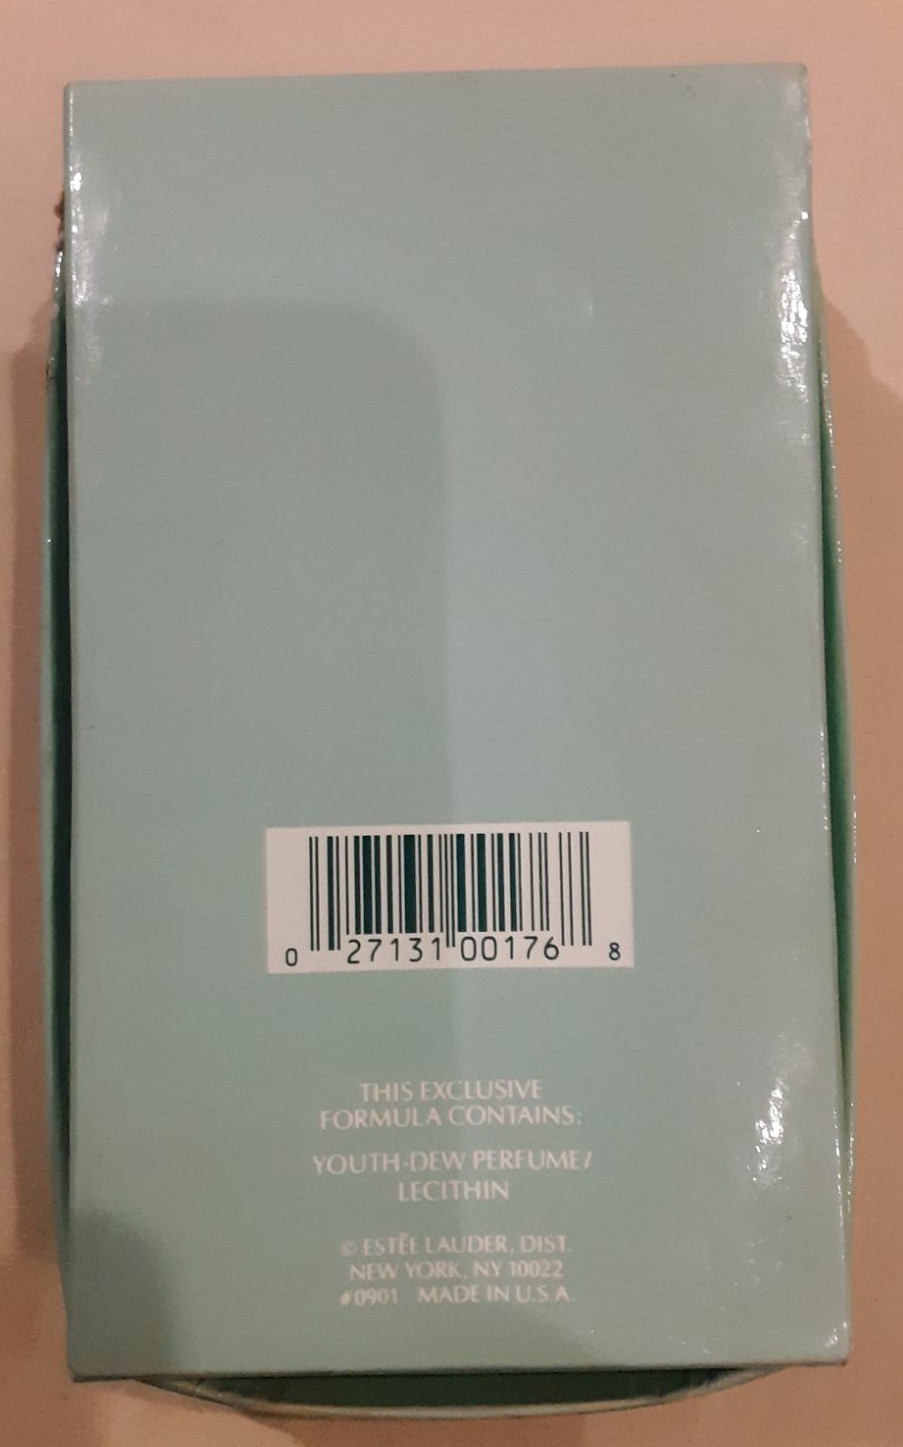 0 27131 00176 8
THIS EXCLUSIVE
FORMULA CONTAINS:
YOUTH-DEW PERFUME/
LECITHIN
© ESTĒE LAUDER, DIST.
NEW YORK, NY 10022
#0901 MADE IN U.S.A.